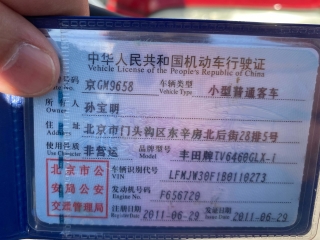 中华人民共和国机动车行驶证
Vehicle License of the People's Republic of China
号牌号码 京GM9658 车辆类型 Vehicle Type 小型普通客车
所有人 孙宝明
Owner
住址 北京市门头沟区东辛房北后街28排5号
Address
使用性质 Use Character 非营运 品牌型号 Model 丰田牌TV6460GLX-i
北京市公安局公安交通管理局
车辆识别代号 VIN LFMJW30F1B0110273
发动机号码 Engine No. F656720
注册日期 Register Date 2011-06-29 发证日期 Issue Date 2011-06-29